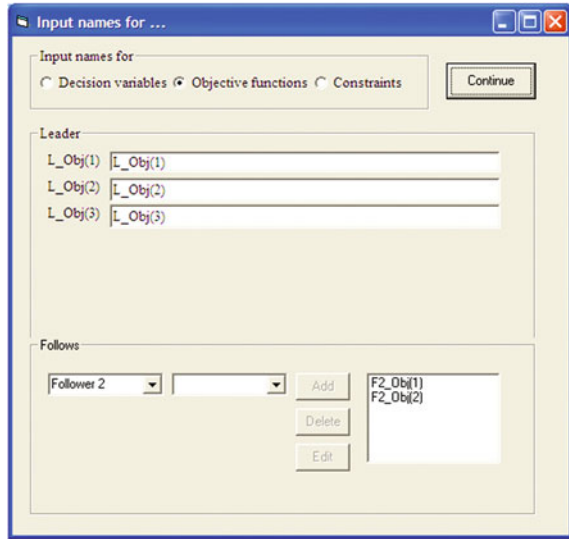 Input names for ...
Input names for
Decision variables Objective functions Constraints
Continue
Leader
L_Obj(1) L_Obj(1)
L_Obj(2) L_Obj(2)
L_Obj(3) L_Obj(3)
Follows
Follower 2 Add F2_Obj(1)
F2_Obj(2)
Delete
Edit